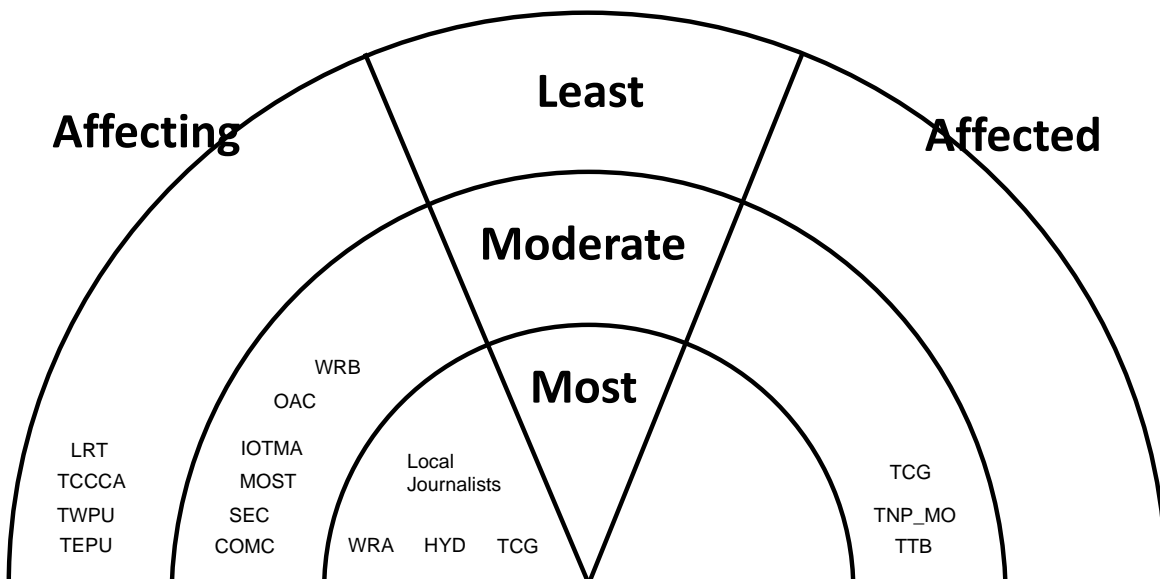 Least
Affecting
Affected
Moderate
Most
LRT
TCCCA
TWPU
TEPU
WRB
OAC
IOTMA
MOST
SEC
COMC
Local
Journalists
WRA
HYD
TCG
TCG
TNP_MO
TTB